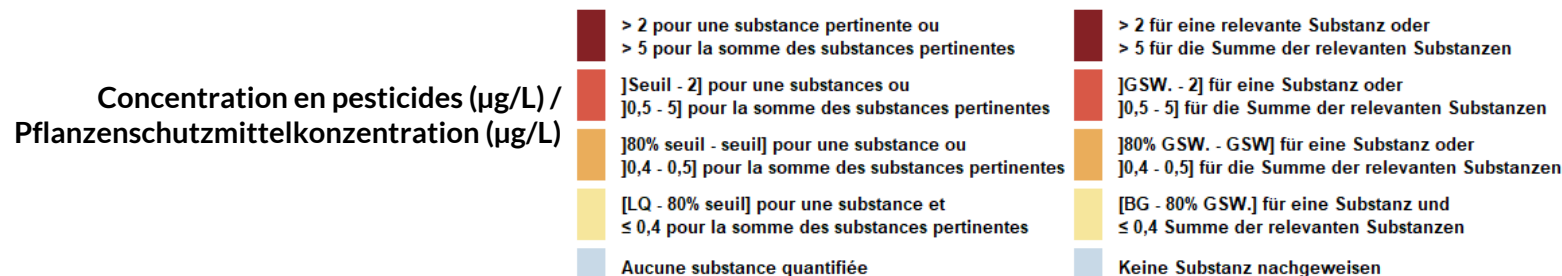 Concentration en pesticides (µg/L) /
Pflanzenschutzmittelkonzentration (µg/L)
> 2 pour une substance pertinente ou
> 5 pour la somme des substances pertinentes
]Seuil - 2] pour une substances ou
]0,5 - 5] pour la somme des substances pertinentes
]80% seuil - seuil] pour une substance ou
]0,4 - 0,5] pour la somme des substances pertinentes
[LQ - 80% seuil] pour une substance et
≤ 0,4 pour la somme des substances pertinentes
Aucune substance quantifiée
> 2 für eine relevante Substanz oder
> 5 für die Summe der relevanten Substanzen
]GSW. - 2] für eine Substanz oder
]0,5 - 5] für die Summe der relevanten Substanzen
]80% GSW. - GSW] für eine Substanz oder
]0,4 - 0,5] für die Summe der relevanten Substanzen
[BG - 80% GSW.] für eine Substanz und
≤ 0,4 Summe der relevanten Substanzen
Keine Substanz nachgeweisen